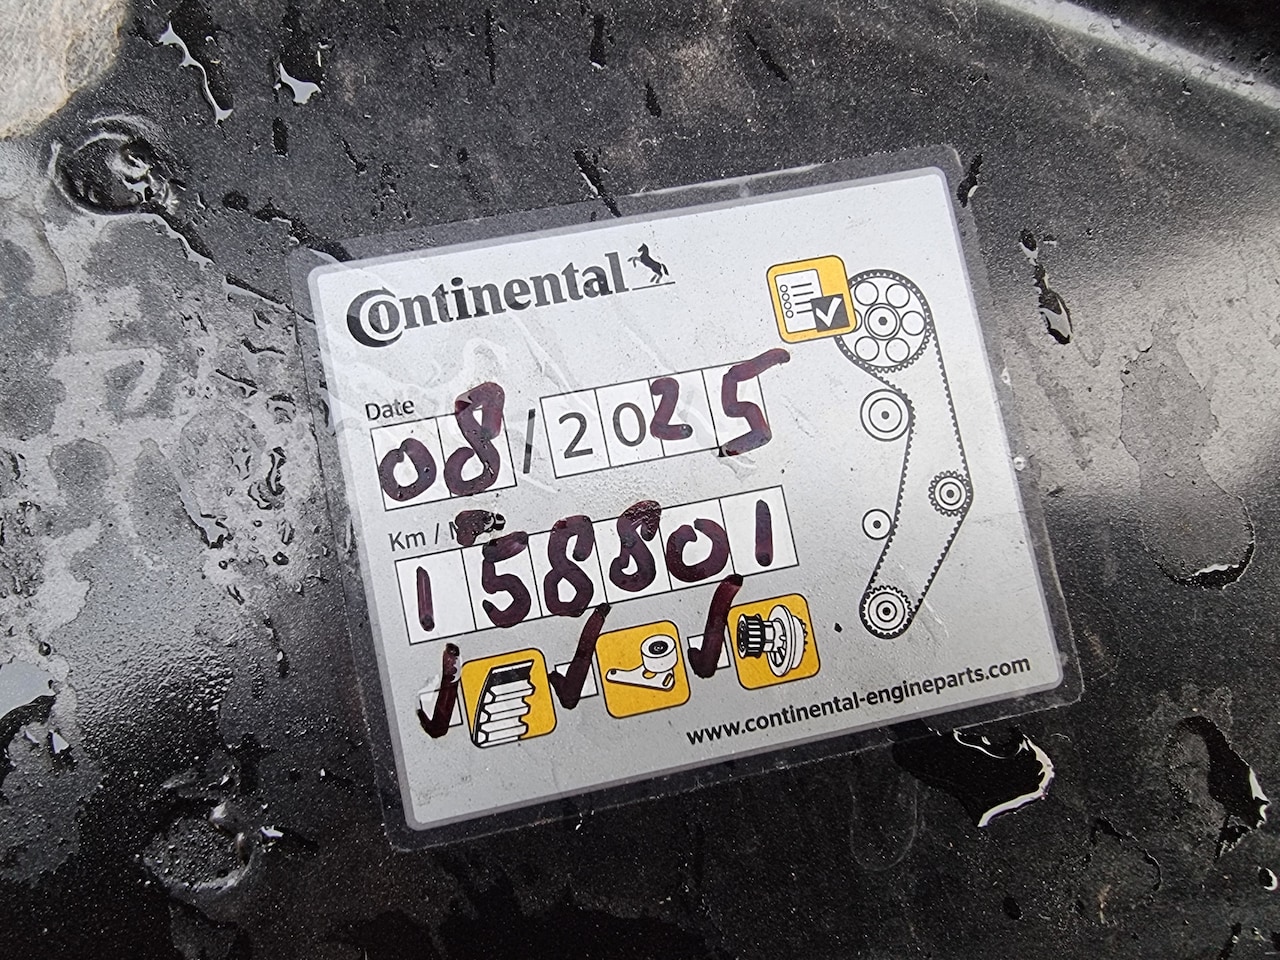 Continental
Date
08/2025
Km /
158801
www.continental-engineparts.com